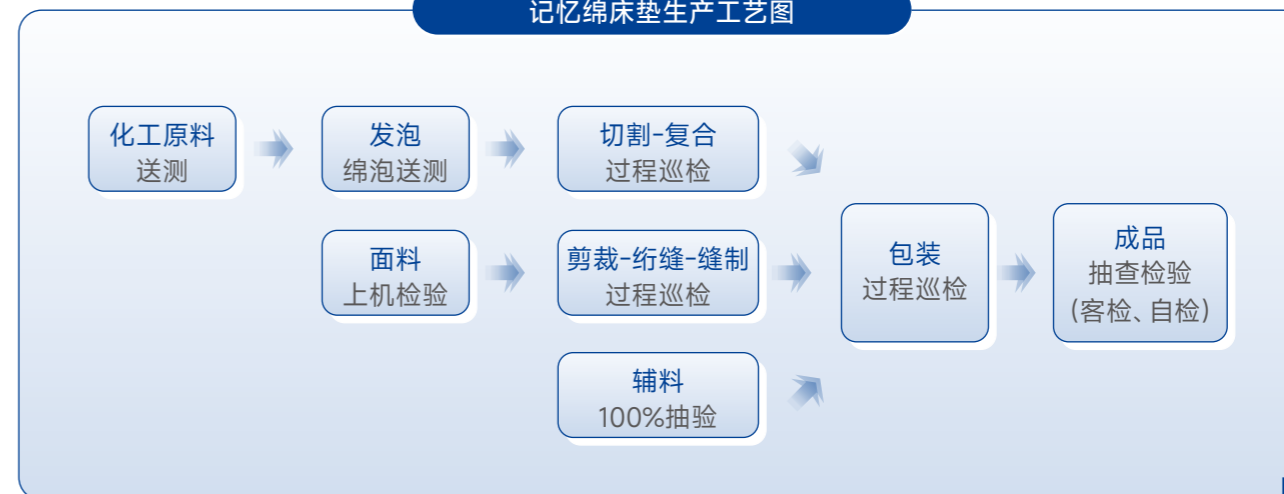 记忆绵床垫生产工艺图
化工原料
送测
发泡
绵泡送测
切割-复合
过程巡检
面料
上机检验
剪裁-绗缝-缝制
过程巡检
辅料
100%抽验
包装
过程巡检
成品
抽查检验
(客检、自检)